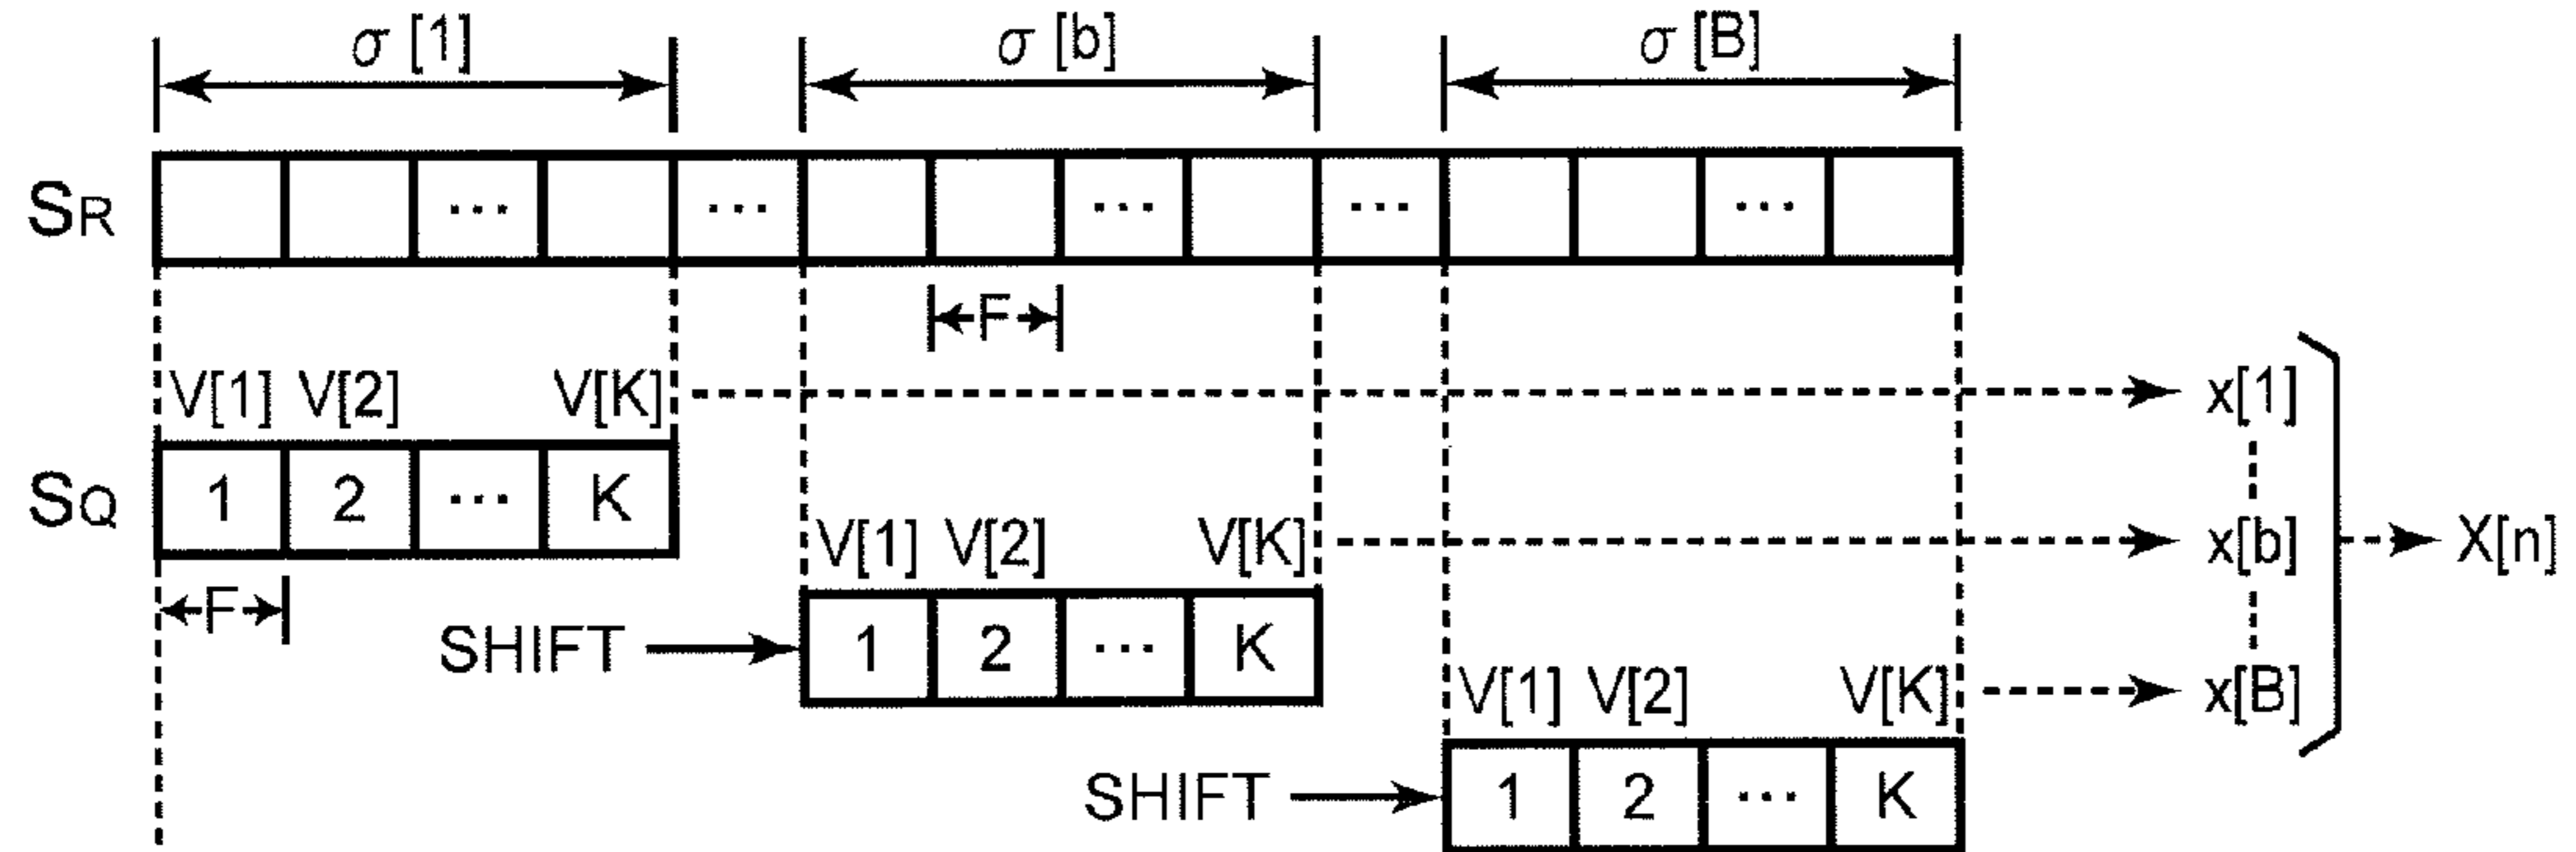 σ [1] σ [b] σ [B]
SR ... ... ... ... ...
F
V[1] V[2] V[K] x[1]
SQ 1 2 ... K
V[1] V[2] V[K] x[b] X[n]
F
SHIFT 1 2 ... K
V[1] V[2] V[K] x[B]
SHIFT 1 2 ... K